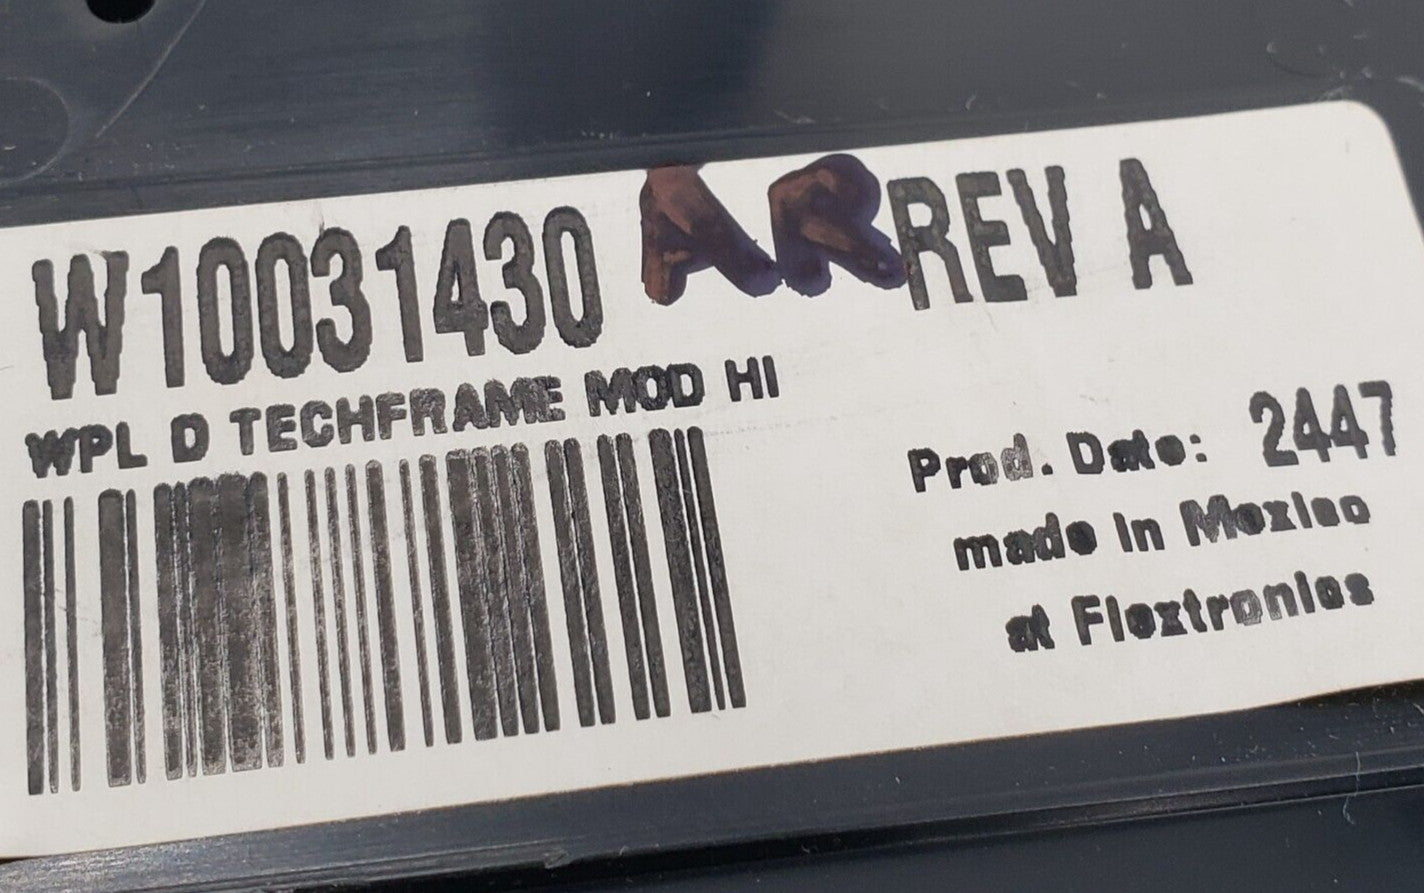 W10031430 AR REV A
WPL D TECHFRAME MOD HI
Prod. Date: 2447
made in Mexico
at Flextronics